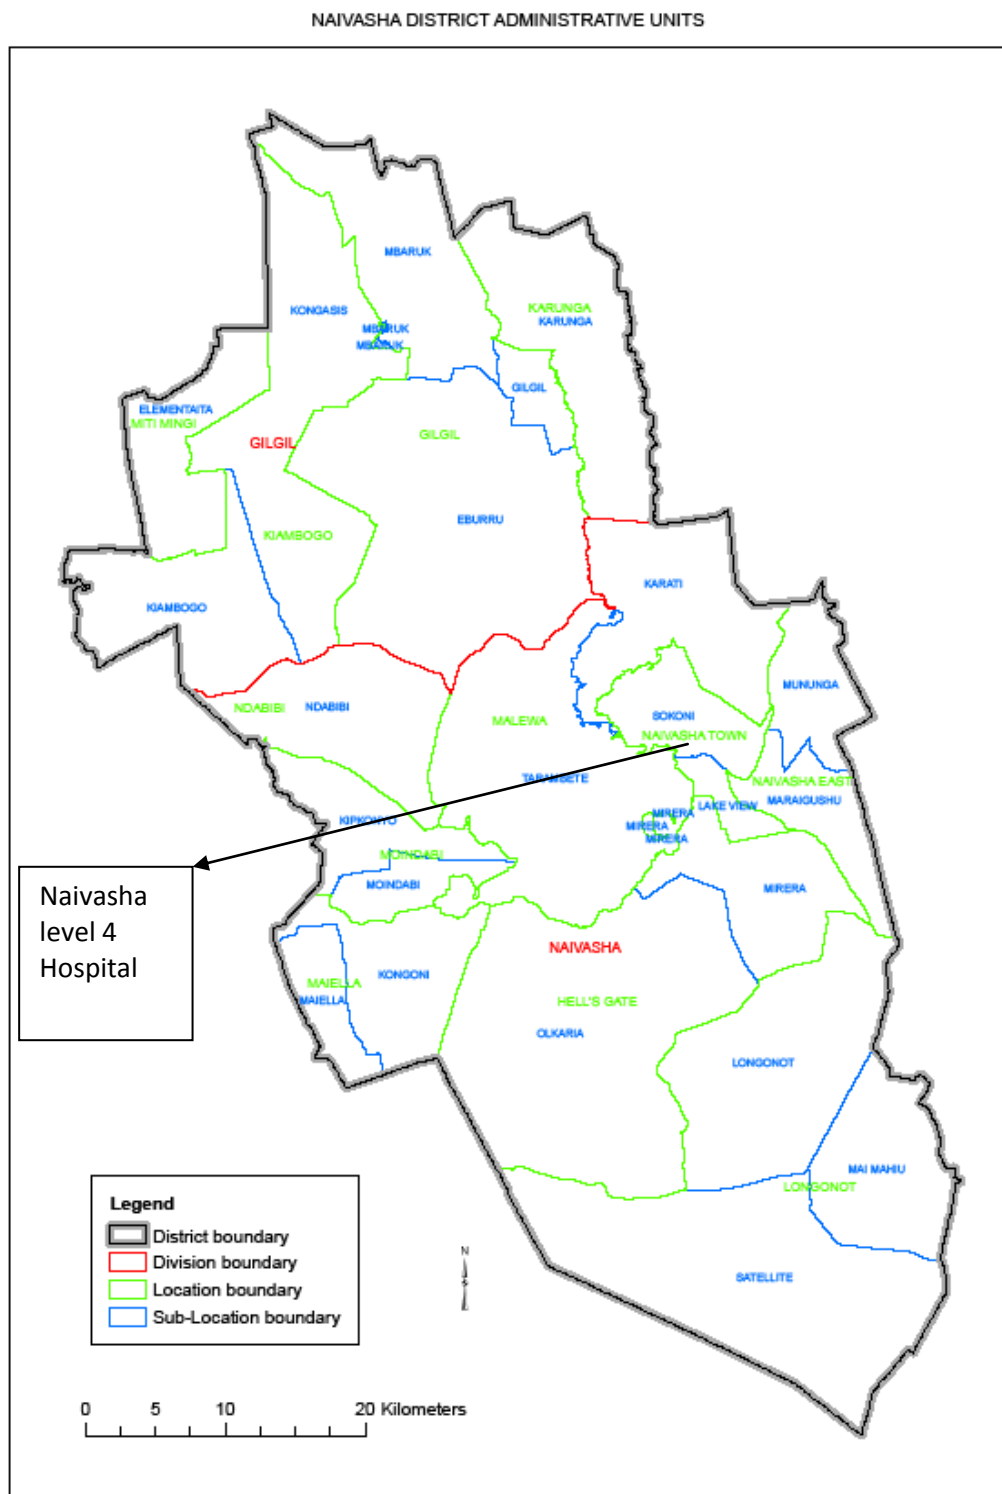 NAIVASHA DISTRICT ADMINISTRATIVE UNITS
MBARUK
KONGASIS
KARUNGA
KARUNGA
MBARUK
MBARUK
GILGIL
ELEMENTAITA
MITI MINGI
GILGIL
GILGIL
EBURRU
KIAMBOGO
KARATI
KIAMBOGO
MUNUNGA
NDABIBI
NDABIBI
MALEWA
SOKONI
NAIVASHA TOWN
NAIVASHA EAST
MARAIGUSHU
LAKE VIEW
MIRERA
MIRERA
MIRERA
KIPKONYO
MOINDABI
MOINDABI
MIRERA
Naivasha
level 4
Hospital
NAIVASHA
KONGONI
MAIELLA
MAIELLA
HELL'S GATE
OLKARIA
LONGONOT
MAI MAHIU
LONGONOT
SATELLITE
Legend
District boundary
Division boundary
Location boundary
Sub-Location boundary
N
0 5 10 20 Kilometers